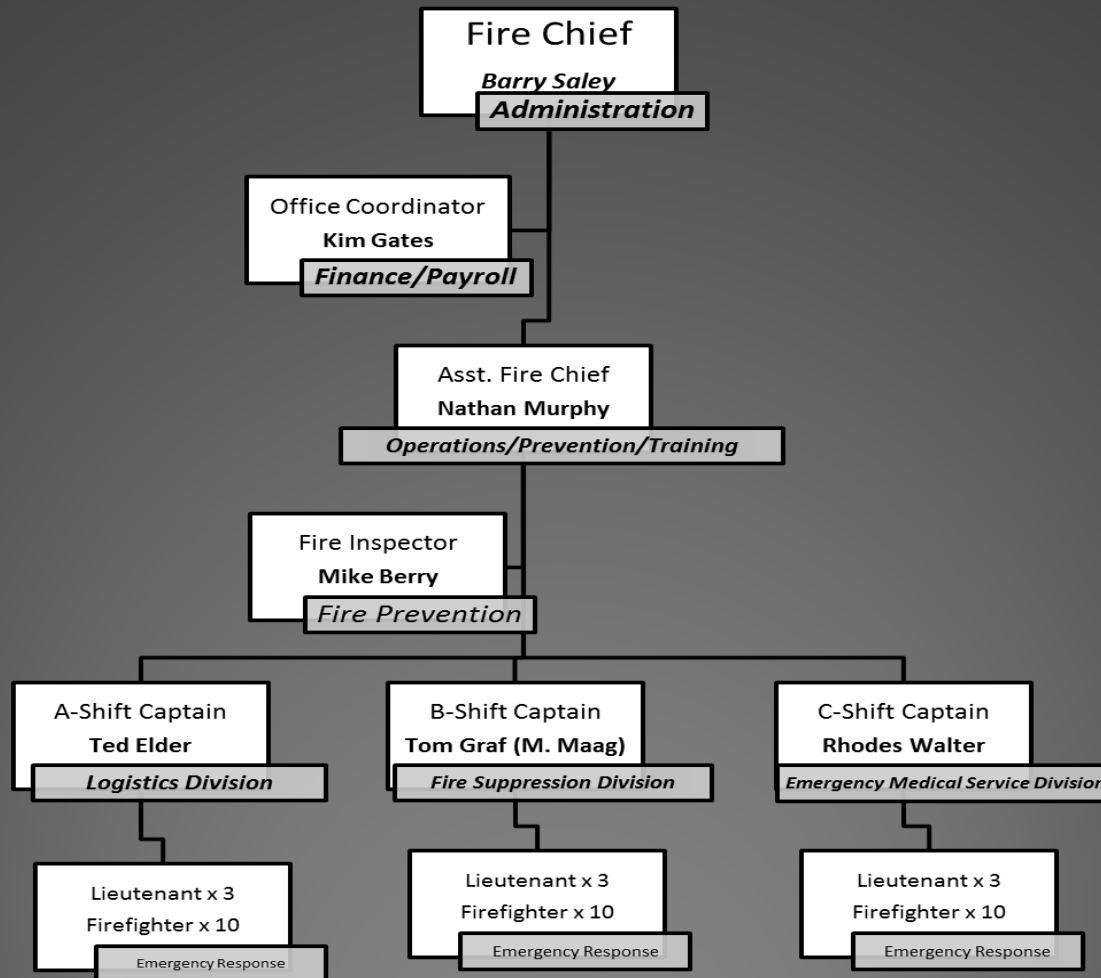 Fire Chief
Barry Saley
Administration
Office Coordinator
Kim Gates
Finance/Payroll
Asst. Fire Chief
Nathan Murphy
Operations/Prevention/Training
Fire Inspector
Mike Berry
Fire Prevention
A-Shift Captain
Ted Elder
Logistics Division
B-Shift Captain
Tom Graf (M. Maag)
Fire Suppression Division
C-Shift Captain
Rhodes Walter
Emergency Medical Service Division
Lieutenant x 3
Firefighter x 10
Emergency Response
Lieutenant x 3
Firefighter x 10
Emergency Response
Lieutenant x 3
Firefighter x 10
Emergency Response